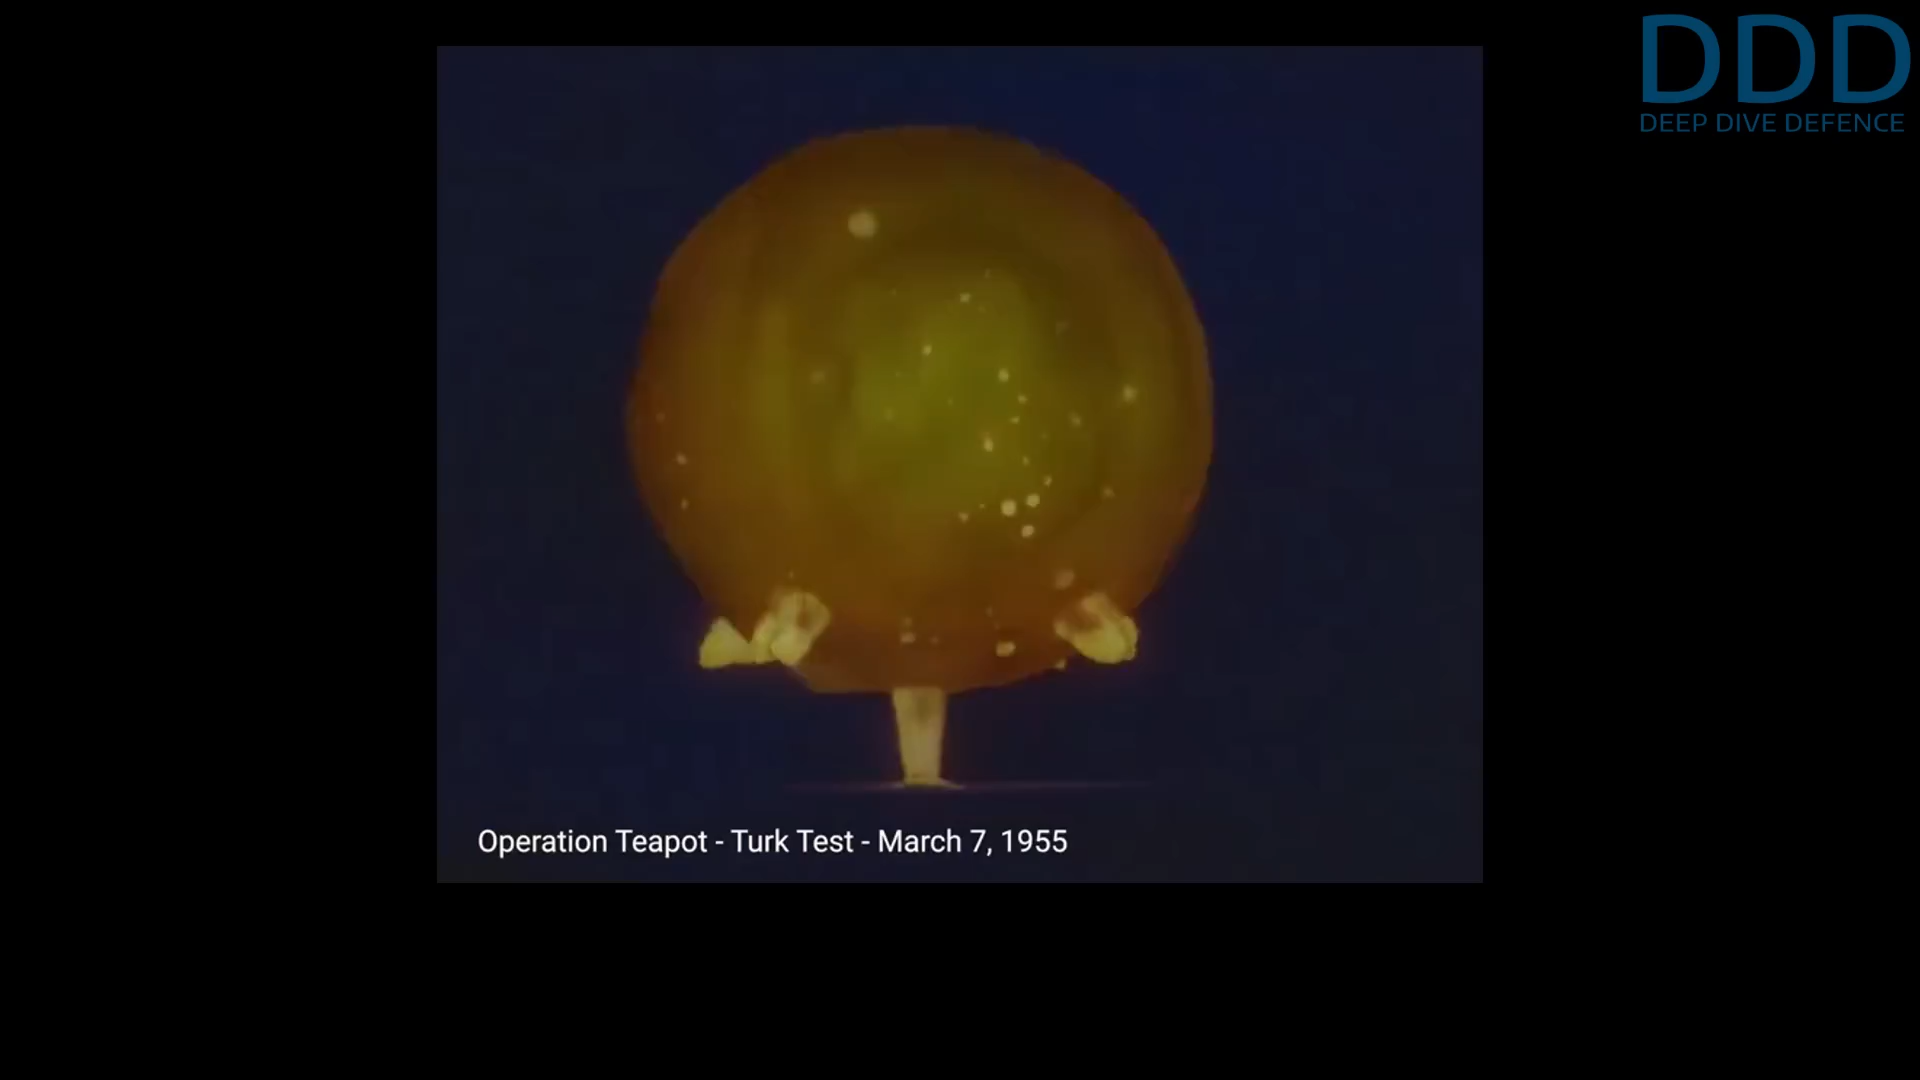 DDD
DEEP DIVE DEFENCE
Operation Teapot - Turk Test - March 7, 1955